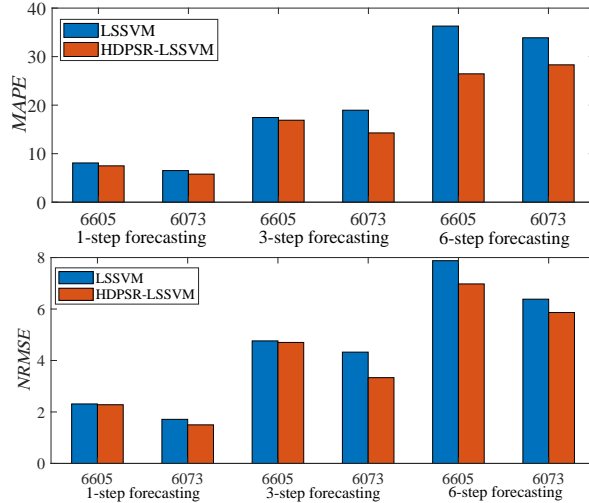 40
30
20
10
0
MAPE
LSSVM
HDPSR-LSSVM
6605 6073 6605 6073 6605 6073
1-step forecasting 3-step forecasting 6-step forecasting
8
6
4
2
0
NRMSE
LSSVM
HDPSR-LSSVM
6605 6073 6605 6073 6605 6073
1-step forecasting 3-step forecasting 6-step forecasting